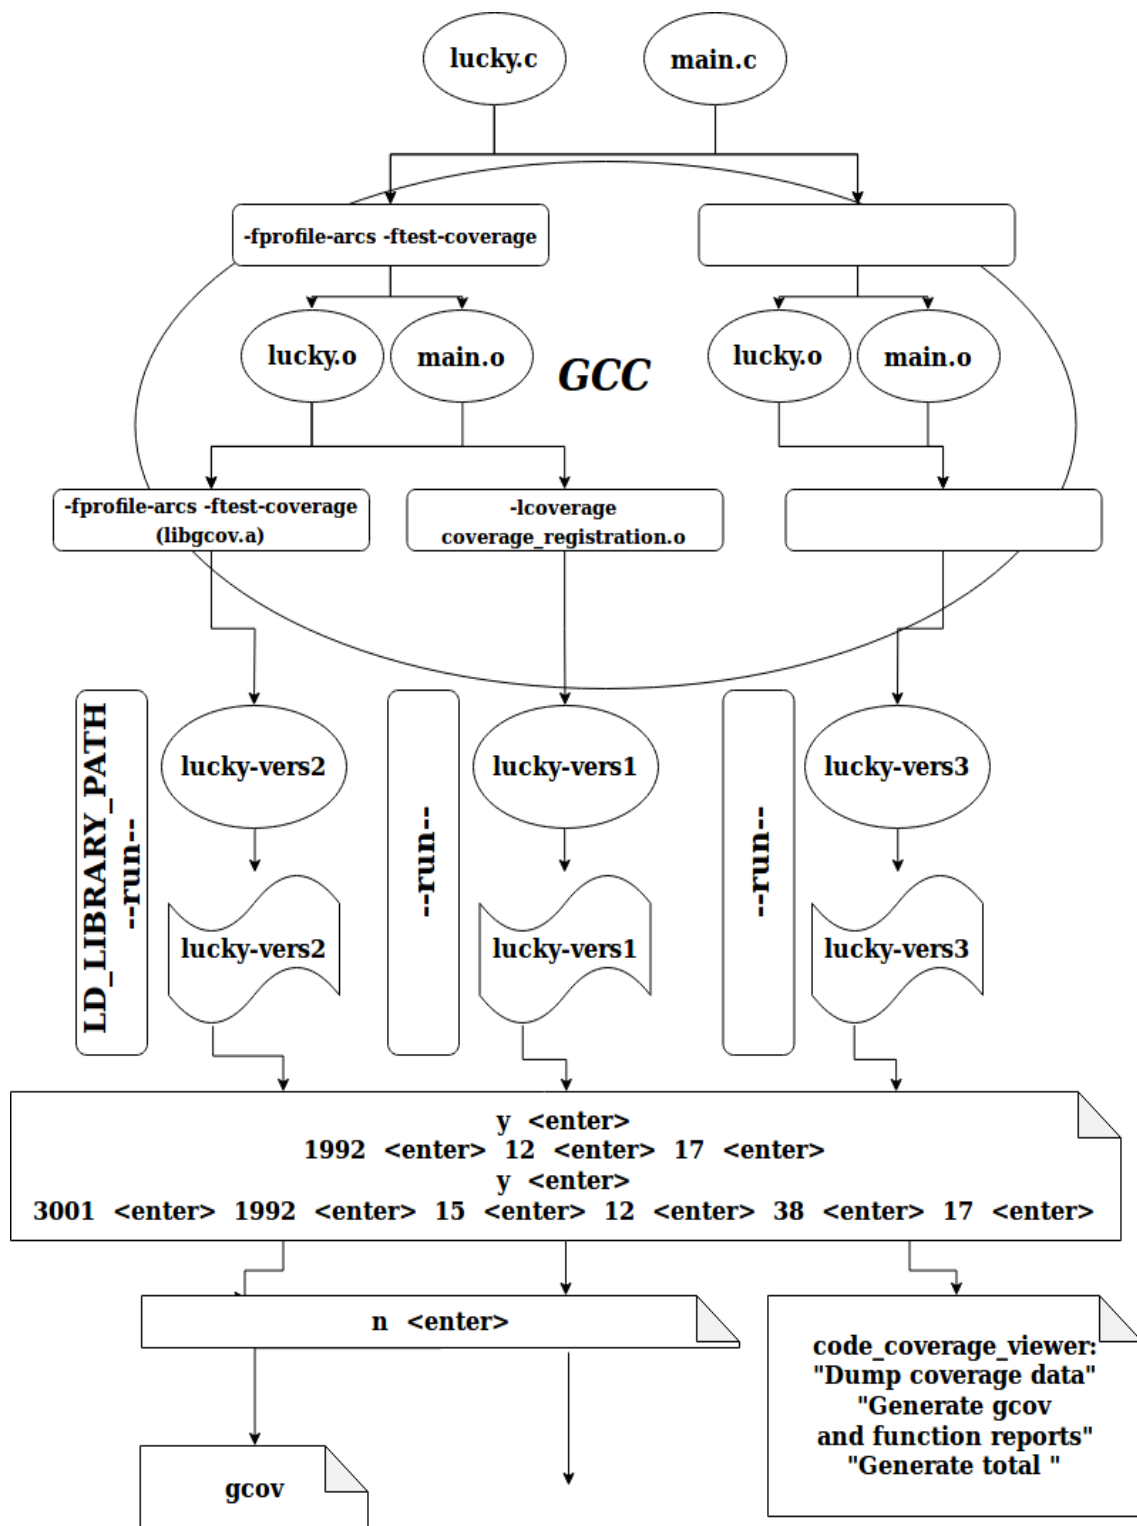 lucky.c
main.c
-fprofile-arcs -ftest-coverage
lucky.o
main.o
GCC
lucky.o
main.o
-fprofile-arcs -ftest-coverage
(libgcov.a)
-lcoverage
coverage_registration.o
LD_LIBRARY_PATH
--run--
lucky-vers2
--run--
lucky-vers1
--run--
lucky-vers3
lucky-vers2
lucky-vers1
lucky-vers3
y <enter>
1992 <enter> 12 <enter> 17 <enter>
y <enter>
3001 <enter> 1992 <enter> 15 <enter> 12 <enter> 38 <enter> 17 <enter>
n <enter>
code_coverage_viewer:
"Dump coverage data"
"Generate gcov
and function reports"
"Generate total "
gcov